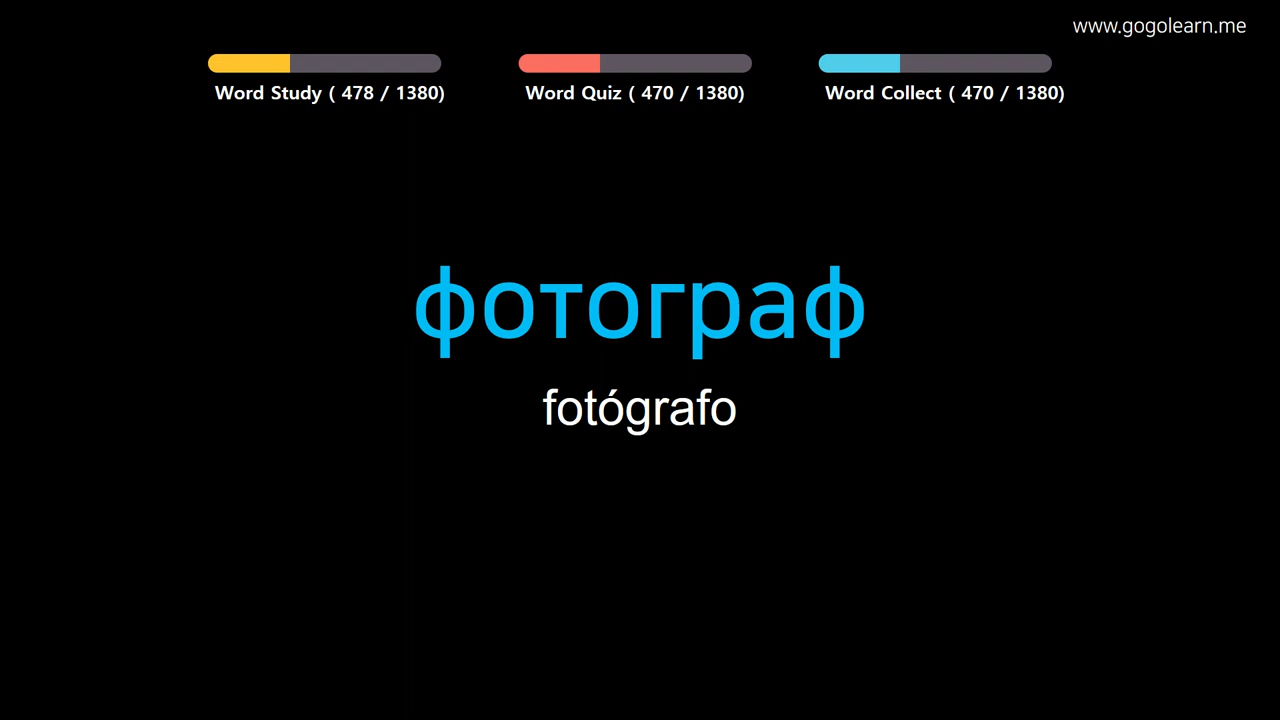 www.gogolearn.me
Word Study ( 478 / 1380)
Word Quiz ( 470 / 1380)
Word Collect ( 470 / 1380)
фотограф
fotógrafo